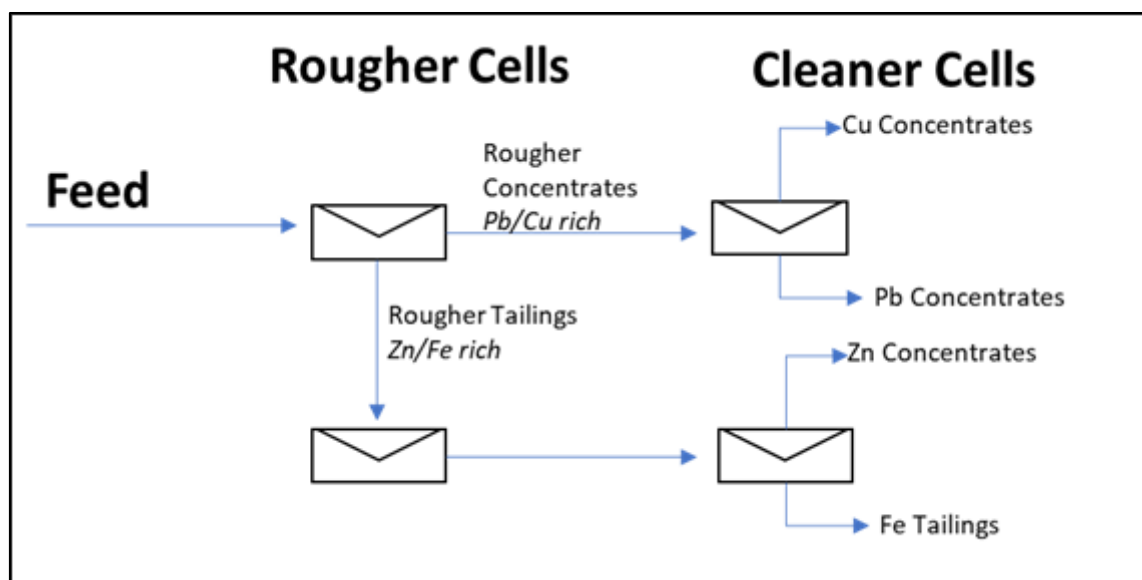 Rougher Cells
Cleaner Cells
Cu Concentrates
Feed
Rougher
Concentrates
Pb/Cu rich
Pb Concentrates
Rougher Tailings
Zn/Fe rich
Zn Concentrates
Fe Tailings